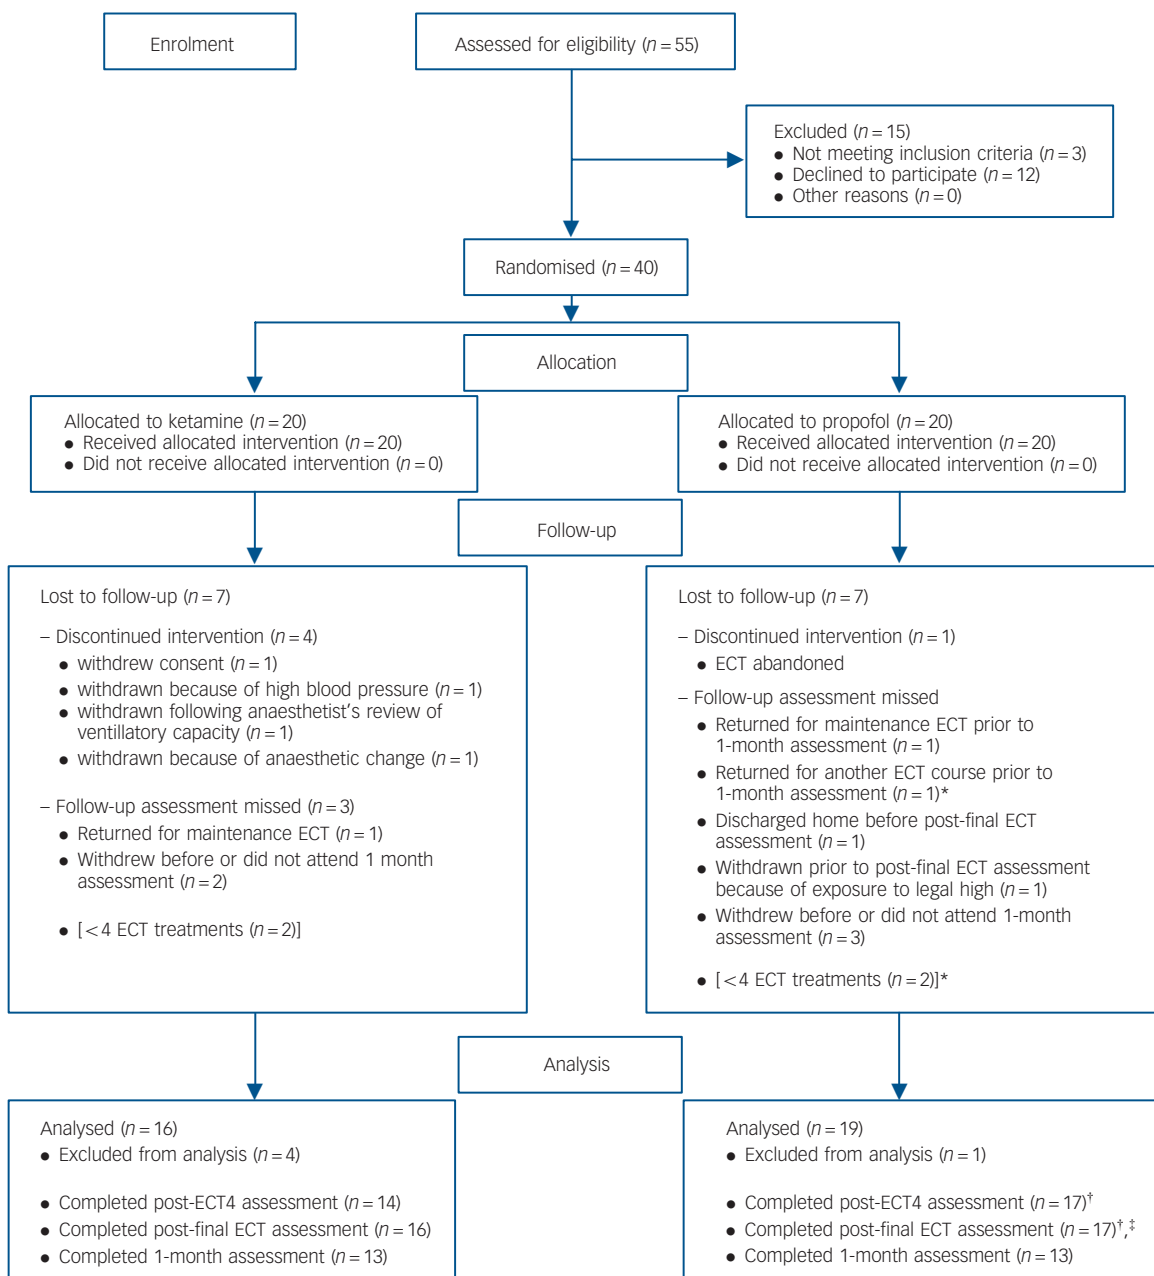 Enrolment
Assessed for eligibility (n = 55)
Excluded (n = 15)
● Not meeting inclusion criteria (n = 3)
● Declined to participate (n = 12)
● Other reasons (n = 0)
Randomised (n = 40)
Allocation
Allocated to ketamine (n = 20)
● Received allocated intervention (n = 20)
● Did not receive allocated intervention (n = 0)
Allocated to propofol (n = 20)
● Received allocated intervention (n = 20)
● Did not receive allocated intervention (n = 0)
Follow-up
Lost to follow-up (n = 7)
– Discontinued intervention (n = 4)
● withdrew consent (n = 1)
● withdrawn because of high blood pressure (n = 1)
● withdrawn following anaesthetist's review of
ventillatory capacity (n = 1)
● withdrawn because of anaesthetic change (n = 1)
– Follow-up assessment missed (n = 3)
● Returned for maintenance ECT (n = 1)
● Withdrew before or did not attend 1 month
assessment (n = 2)
● [<4 ECT treatments (n = 2)]
Lost to follow-up (n = 7)
– Discontinued intervention (n = 1)
● ECT abandoned
– Follow-up assessment missed
● Returned for maintenance ECT prior to
1-month assessment (n = 1)
● Returned for another ECT course prior to
1-month assessment (n = 1)*
● Discharged home before post-final ECT
assessment (n = 1)
● Withdrawn prior to post-final ECT assessment
because of exposure to legal high (n = 1)
● Withdrew before or did not attend 1-month
assessment (n = 3)
● [<4 ECT treatments (n = 2)]*
Analysis
Analysed (n = 16)
● Excluded from analysis (n = 4)
● Completed post-ECT4 assessment (n = 14)
● Completed post-final ECT assessment (n = 16)
● Completed 1-month assessment (n = 13)
Analysed (n = 19)
● Excluded from analysis (n = 1)
● Completed post-ECT4 assessment (n = 17)†
● Completed post-final ECT assessment (n = 17)†,‡
● Completed 1-month assessment (n = 13)